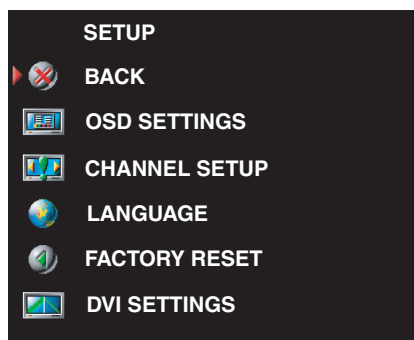 SETUP
BACK
OSD SETTINGS
CHANNEL SETUP
LANGUAGE
FACTORY RESET
DVI SETTINGS